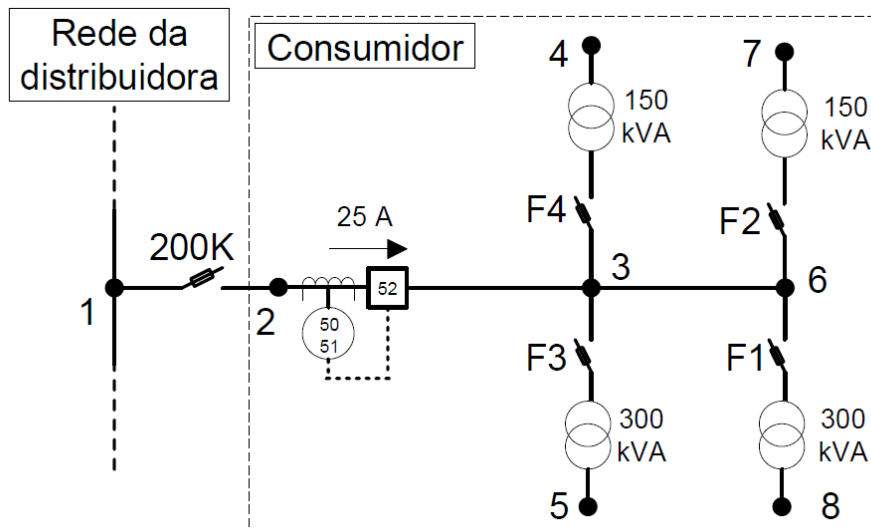 Rede da
distribuidora
Consumidor
4
7
150
kVA
150
kVA
25 A
F4
F2
200K
3
52
1
2
6
50
51
F3
F1
300
kVA
300
kVA
5
8